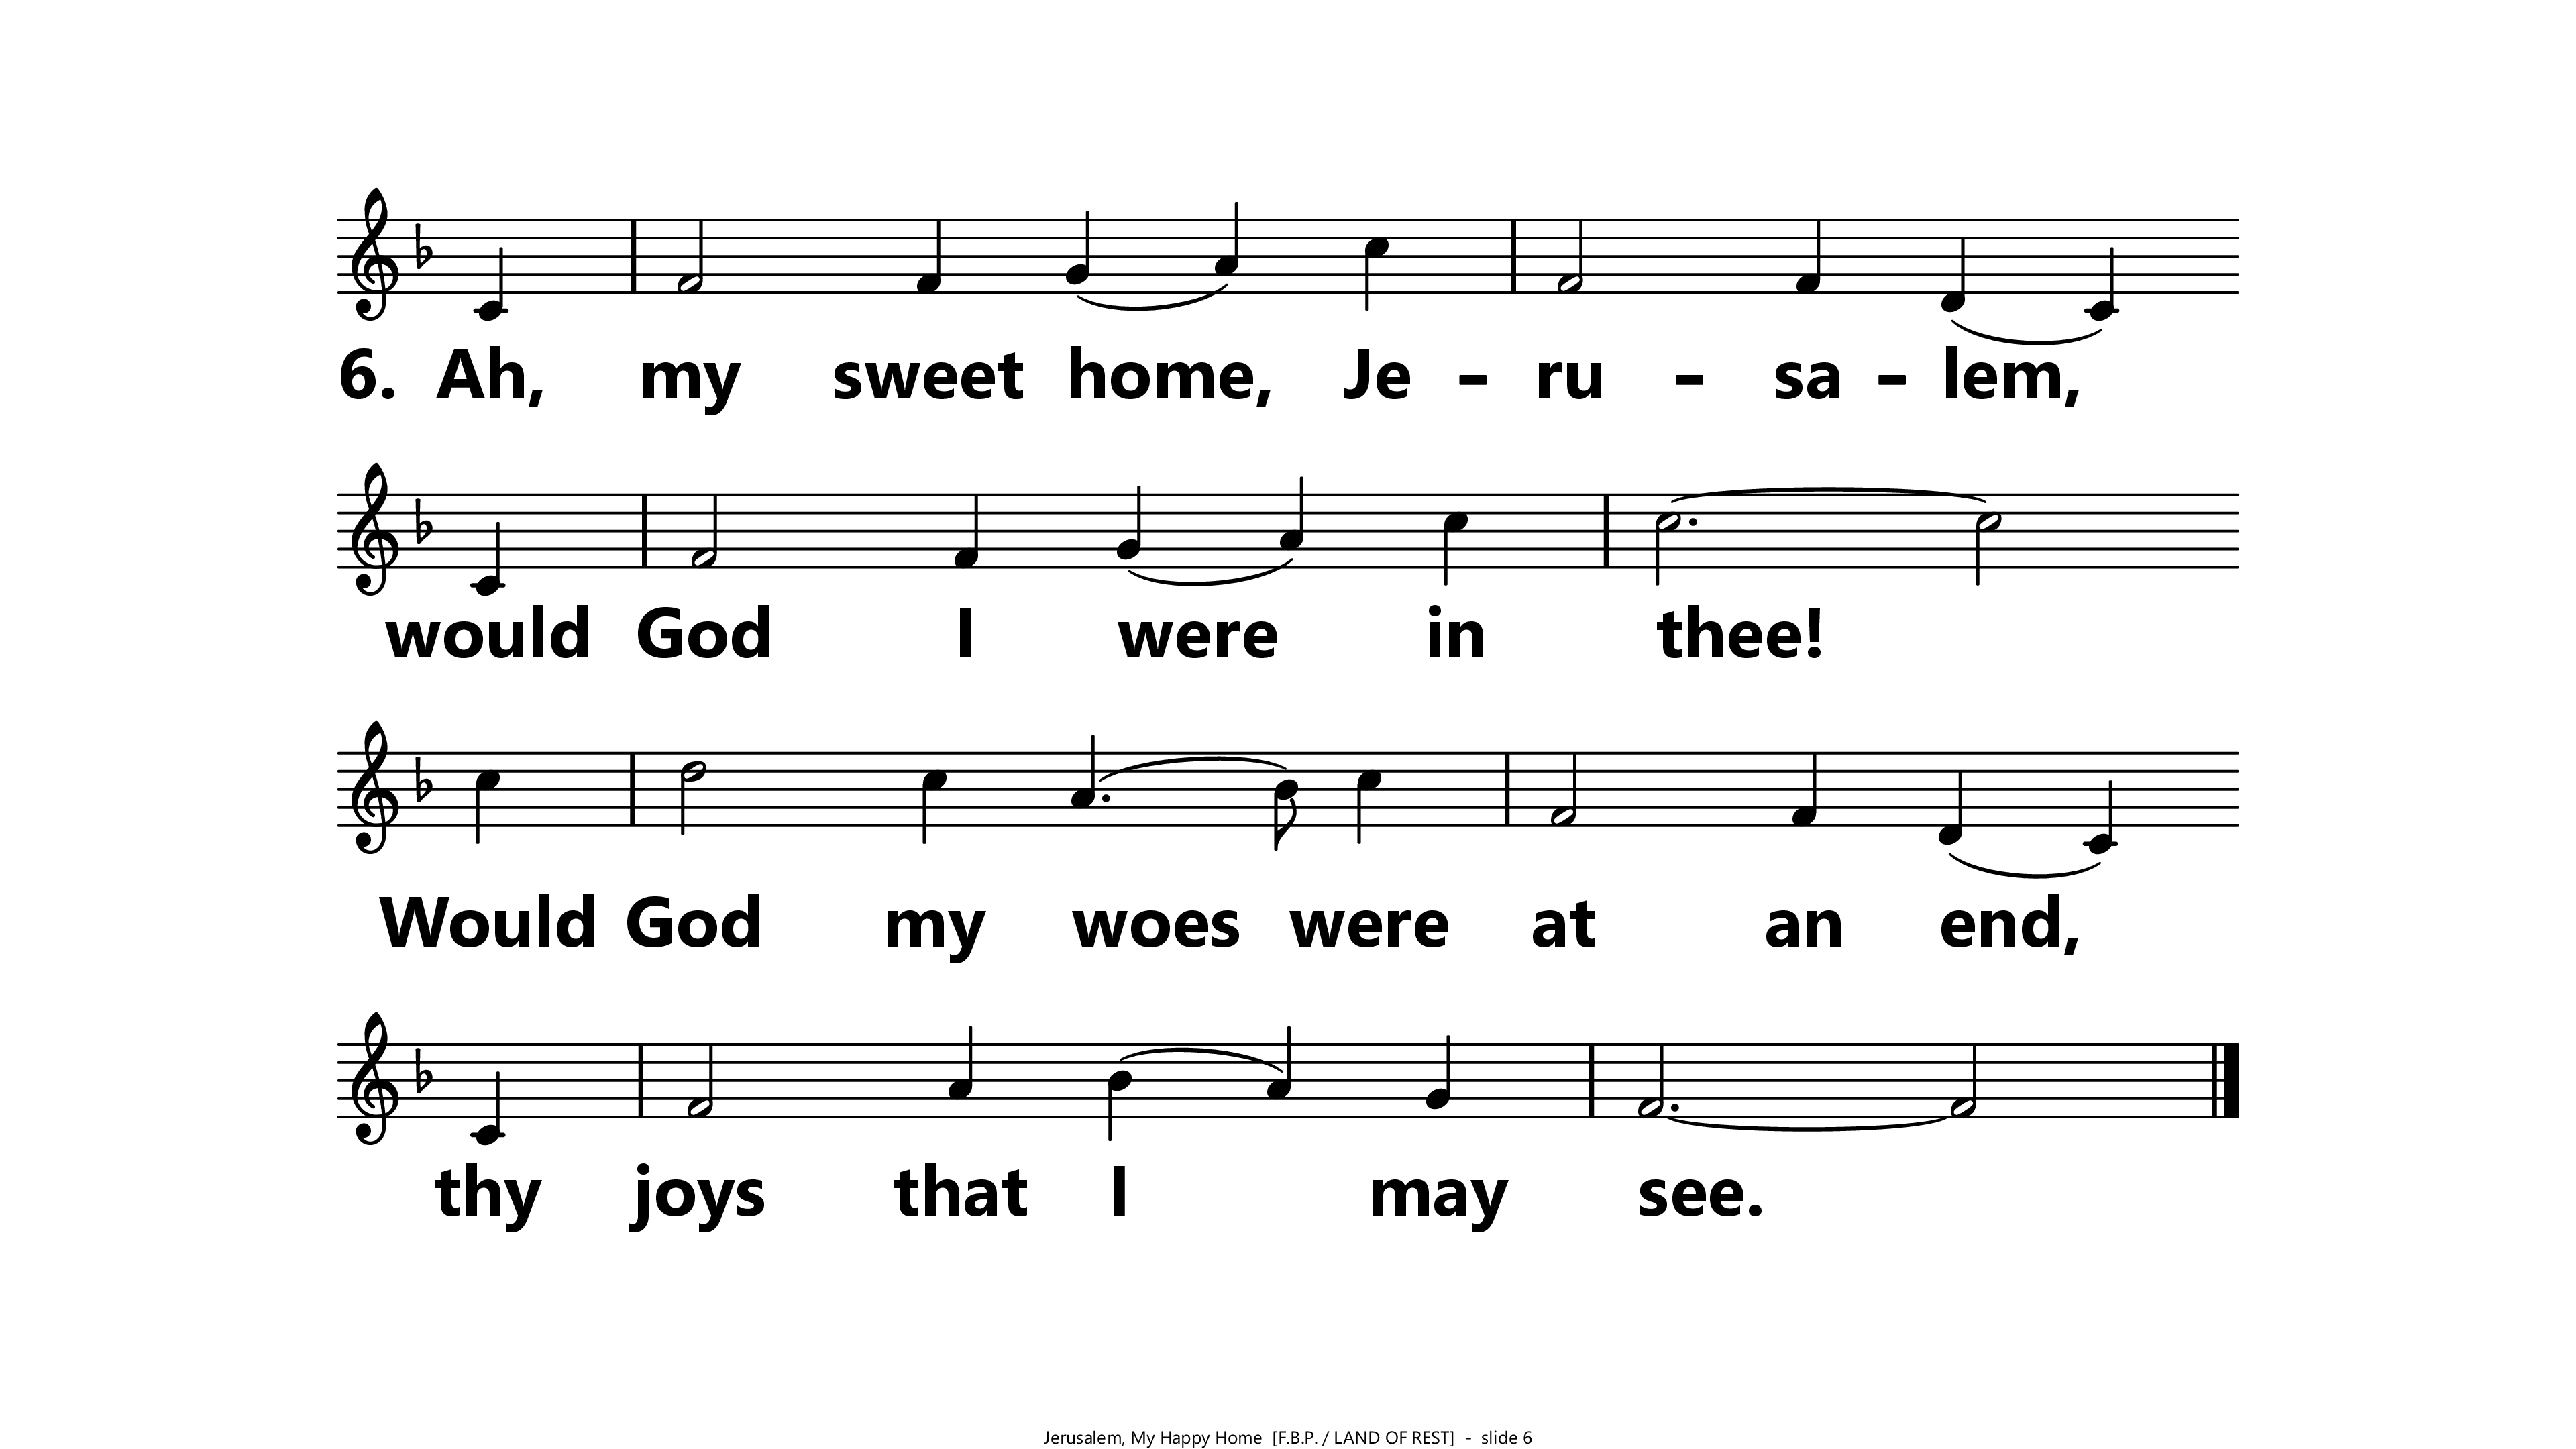 6. Ah, my sweet home, Je - ru - sa - lem,
would God I were in thee!
Would God my woes were at an end,
thy joys that I may see.
Jerusalem, My Happy Home [F.B.P. / LAND OF REST] - slide 6